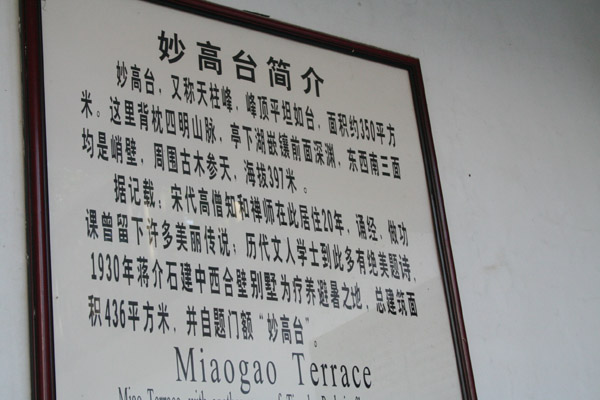 妙高台简介
妙高台，又称天柱峰，峰顶平坦如台，面积约350平方
米。这里背枕四明山脉，亭下湖嵌镶前面深渊，东西南三面
均是峭壁，周围古木参天，海拔397米。
据记载：宋代高僧知和禅师在此居住20年，诵经，做功
课曾留下许多美丽传说；历代文人学士到此多有绝美题诗，
1930年蒋介石建中西合壁别墅为疗养避暑之地，总建筑面
积436平方米，并自题门额“妙高台”。
Miaogao Terrace